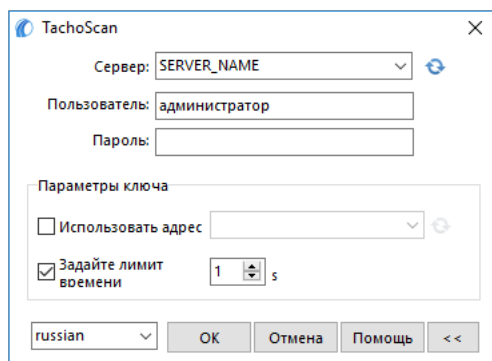 TachoScan
Сервер: SERVER_NAME
Пользователь: администратор
Пароль:
Параметры ключа
Использовать адрес
Задайте лимит
времени
1 s
russian OK Отмена Помощь <<